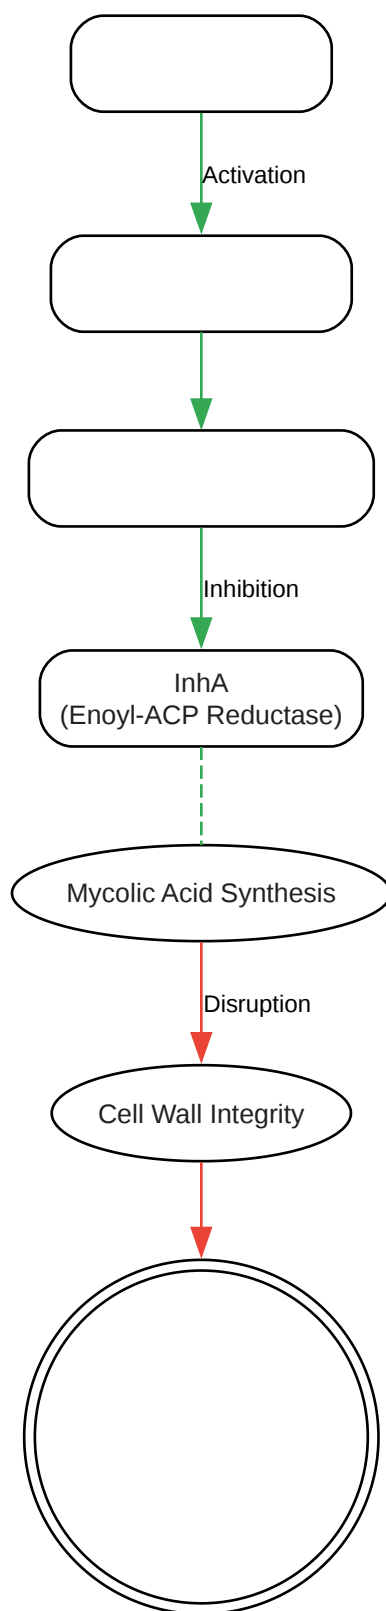 Activation
Inhibition
InhA
(Enoyl-ACP Reductase)
Mycolic Acid Synthesis
Disruption
Cell Wall Integrity